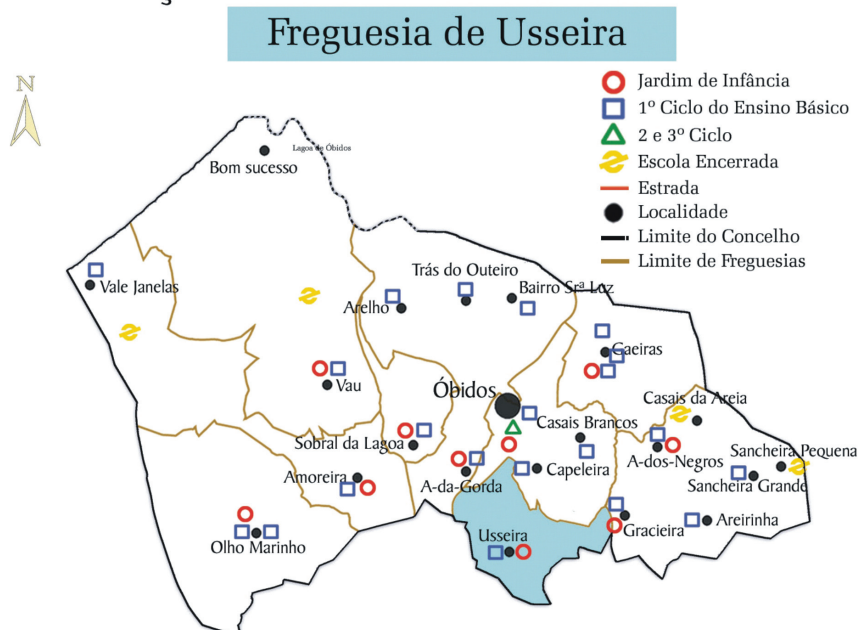 Freguesia de Usseira
N
Jardim de Infância
1º Ciclo do Ensino Básico
2 e 3º Ciclo
Escola Encerrada
Estrada
Localidade
Limite do Concelho
Limite de Freguesias
Lagoa de Óbidos
Bom sucesso
Vale Janelas
Trás do Outeiro
Bairro Srª Luz
Arelho
Gaeiras
Vau
Óbidos
Casais da Areia
Casais Brancos
Sobral da Lagoa
A-dos-Negros
Sancheira Pequena
Amoreira
A-da-Gorda
Capeleira
Sancheira Grande
Olho Marinho
Usseira
Gracieira
Areirinha